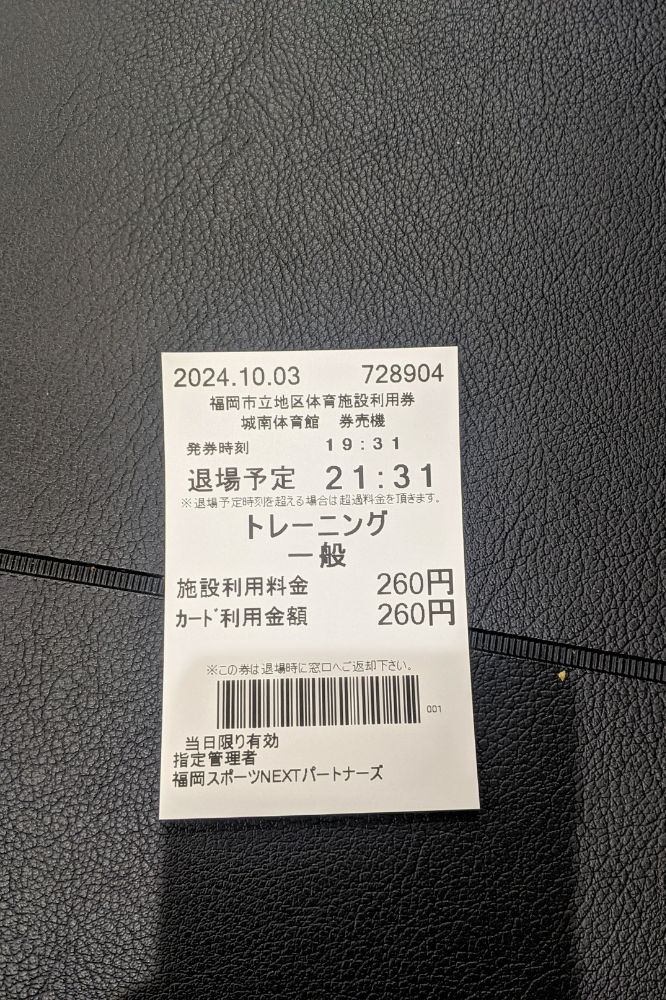 2024.10.03 728904
福岡市立地区体育施設利用券
城南体育館 券売機
発券時刻 19:31
退場予定 21:31
※退場予定時刻を超える場合は超過料金を頂きます。
トレーニング
一般
施設利用料金 260円
カード利用金額 260円
※この券は退場時に窓口へご返却下さい。
001
当日限り有効
指定管理者
福岡スポーツNEXTパートナーズ